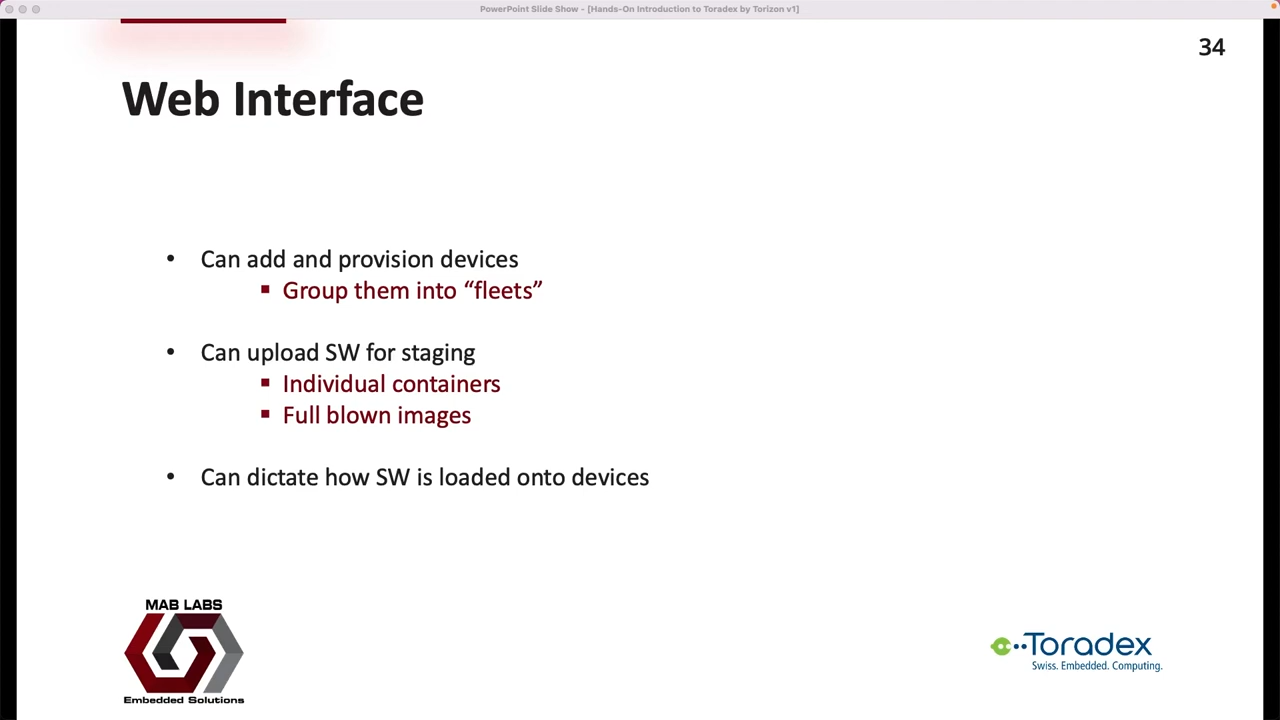 PowerPoint Slide Show - [Hands-On Introduction to Toradex by Torizon v1]
34
Web Interface
• Can add and provision devices
▪ Group them into “fleets”
• Can upload SW for staging
▪ Individual containers
▪ Full blown images
• Can dictate how SW is loaded onto devices
MAB LABS
Embedded Solutions
Toradex
Swiss. Embedded. Computing.